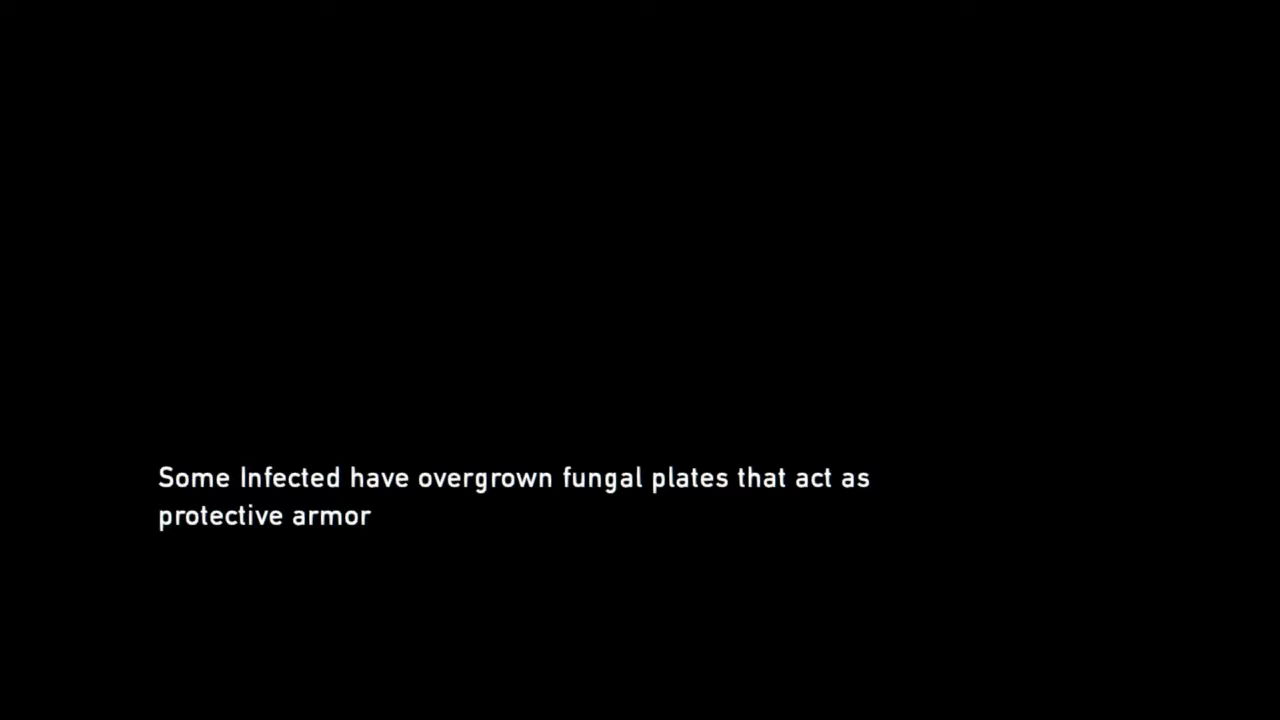 Some Infected have overgrown fungal plates that act as
protective armor